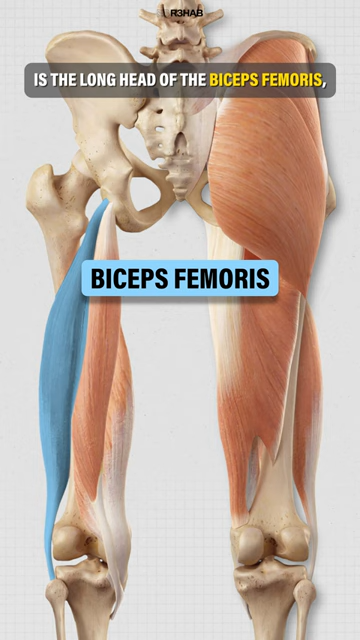 R3HAB
IS THE LONG HEAD OF THE BICEPS FEMORIS,
BICEPS FEMORIS